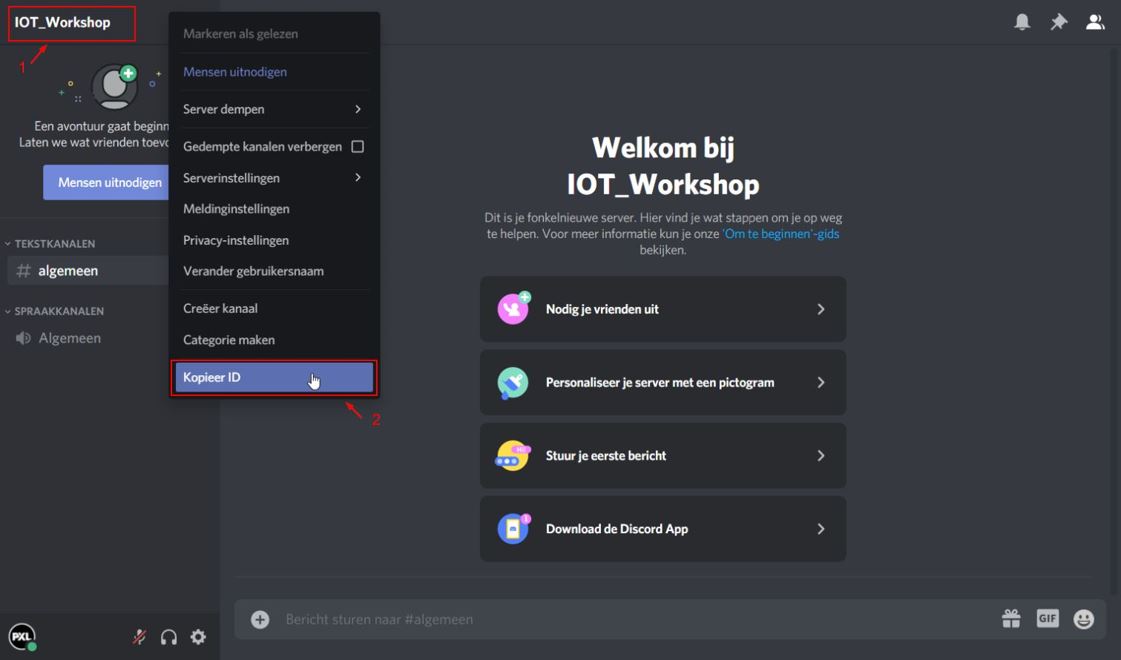 IOT_Workshop
1
Een avontuur gaat beginn
Laten we wat vrienden toevo
Mensen uitnodigen
TEKSTKANALEN
# algemeen
SPRAAKKANALEN
Algemeen
PXL
Markeren als gelezen
Mensen uitnodigen
Server dempen
Gedempte kanalen verbergen
Serverinstellingen
Meldinginstellingen
Privacy-instellingen
Verander gebruikersnaam
Creëer kanaal
Categorie maken
Kopieer ID
2
Welkom bij
IOT_Workshop
Dit is je fonkelnieuwe server. Hier vind je wat stappen om je op weg
te helpen. Voor meer informatie kun je onze 'Om te beginnen'-gids
bekijken.
Nodig je vrienden uit
Personaliseer je server met een pictogram
Stuur je eerste bericht
Download de Discord App
Bericht sturen naar #algemeen
GIF